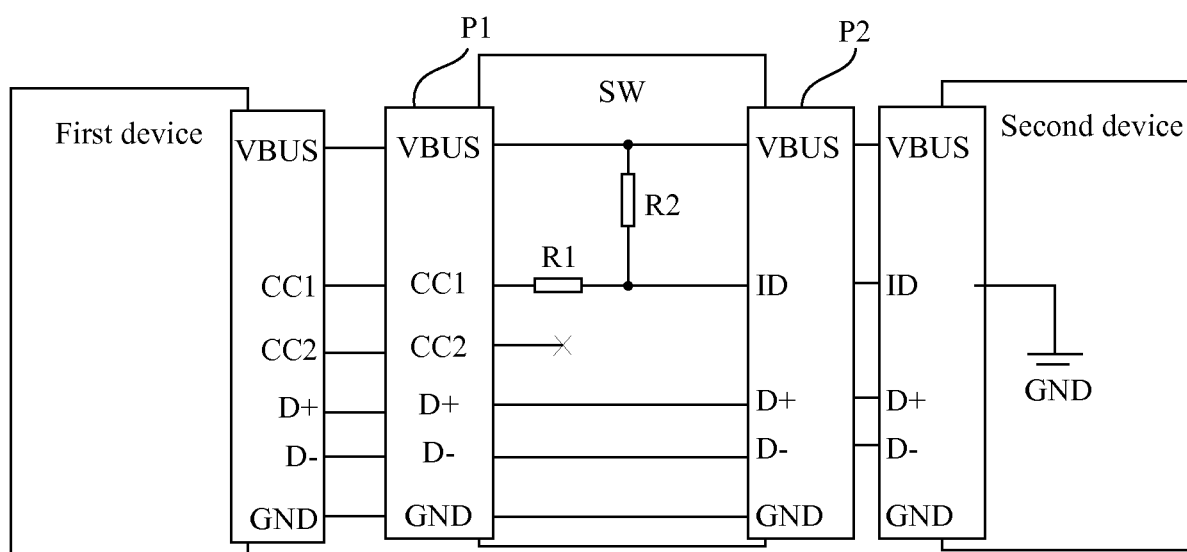 P1
P2
SW
First device
Second device
VBUS
VBUS
VBUS
VBUS
R2
R1
CC1
CC1
ID
ID
CC2
CC2
GND
D+
D+
D+
D+
D-
D-
D-
D-
GND
GND
GND